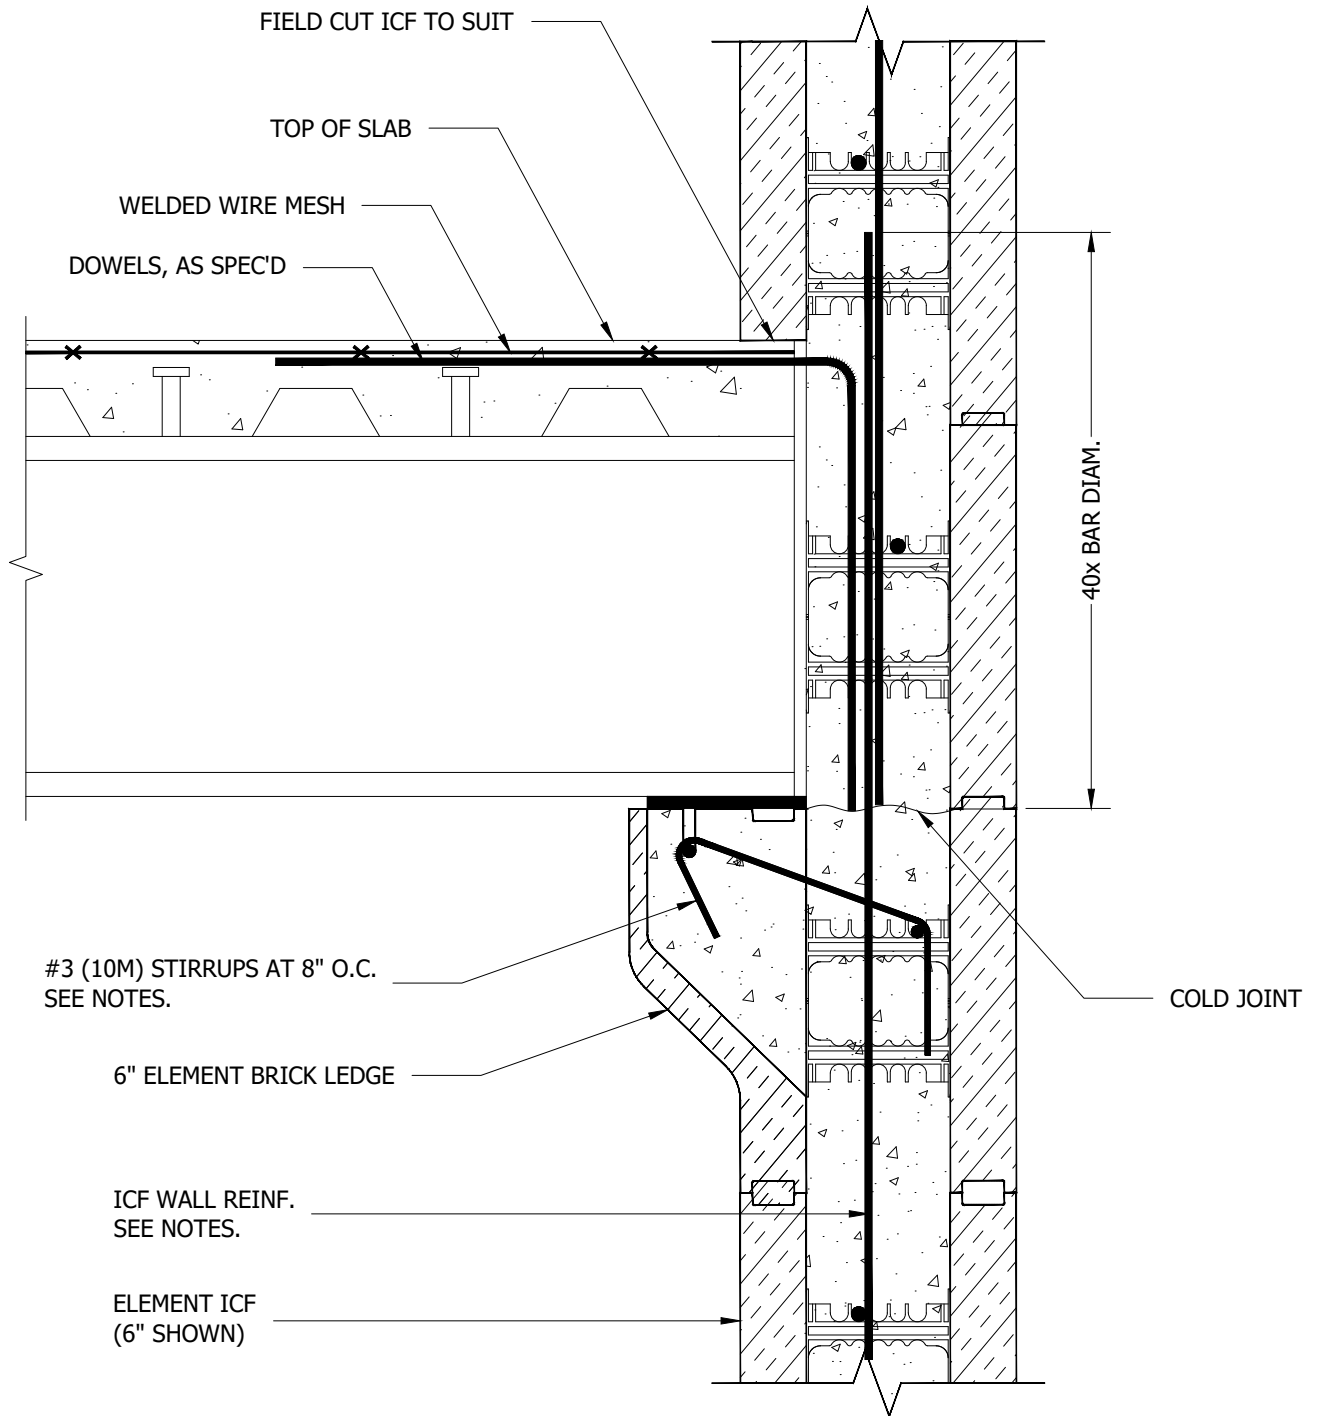 FIELD CUT ICF TO SUIT
TOP OF SLAB
WELDED WIRE MESH
DOWELS, AS SPEC'D
40x BAR DIAM.
#3 (10M) STIRRUPS AT 8" O.C.
SEE NOTES.
COLD JOINT
6" ELEMENT BRICK LEDGE
ICF WALL REINF.
SEE NOTES.
ELEMENT ICF
(6" SHOWN)